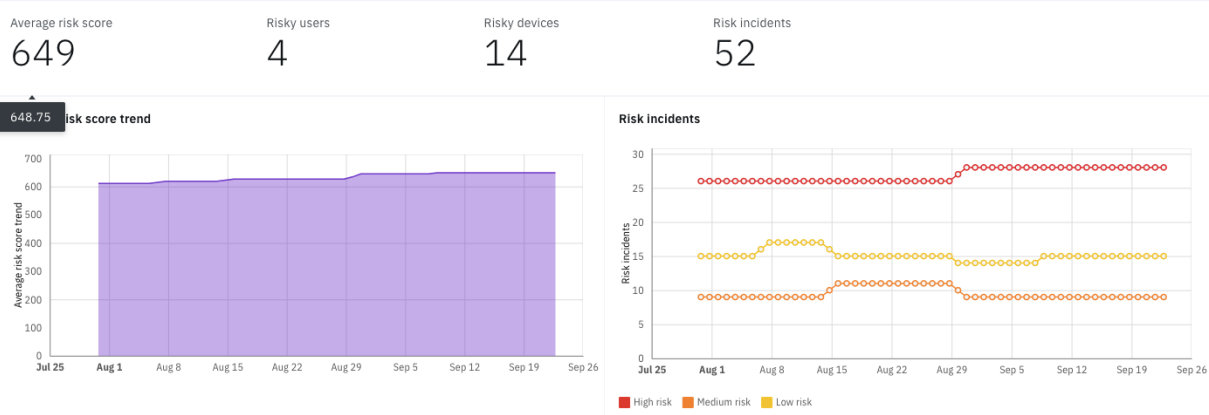 Average risk score
Risky users
Risky devices
Risk incidents
649
4
14
52
648.75
isk score trend
Risk incidents
Average risk score trend
700
600
500
400
300
200
100
0
Jul 25
Aug 1
Aug 8
Aug 15
Aug 22
Aug 29
Sep 5
Sep 12
Sep 19
Sep 26
Risk incidents
30
25
20
15
10
5
0
Jul 25
Aug 1
Aug 8
Aug 15
Aug 22
Aug 29
Sep 5
Sep 12
Sep 19
Sep 26
High risk
Medium risk
Low risk